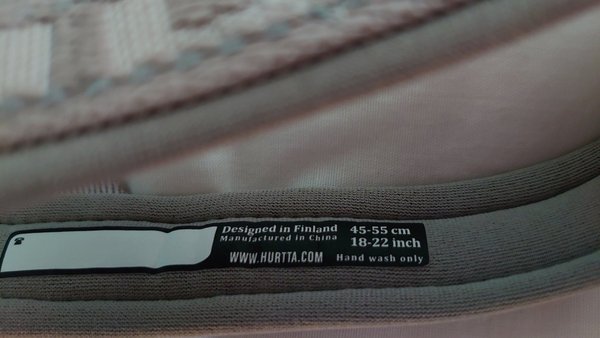 Designed in Finland
Manufactured in China
WWW.HURTTA.COM
45-55 cm
18-22 inch
Hand wash only